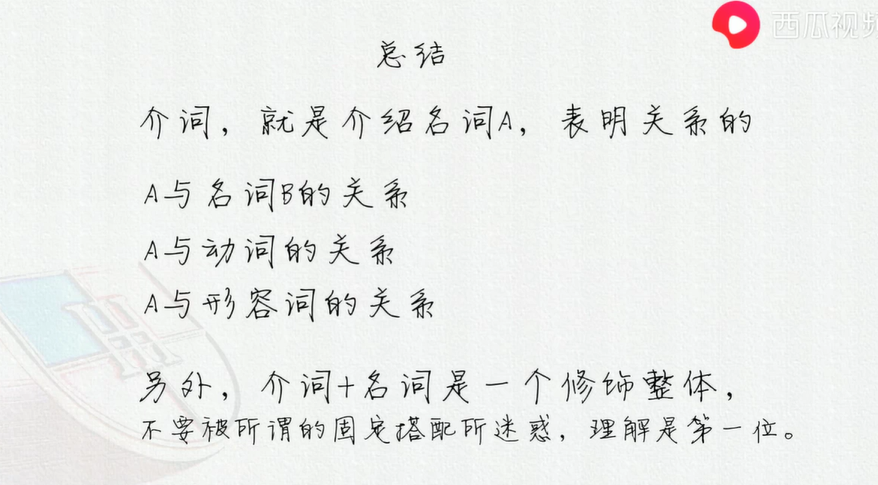 西瓜视频
总结
介词，就是介绍名词A，表明关系的
A与名词B的关系
A与动词的关系
A与形容词的关系
另外，介词+名词是一个修饰整体，
不要被所谓的固定搭配所迷惑，理解是第一位。